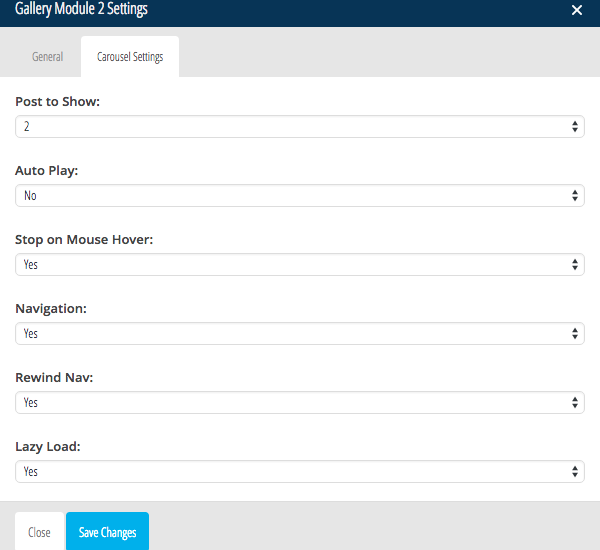 Gallery Module 2 Settings
General
Carousel Settings
Post to Show:
2
Auto Play:
No
Stop on Mouse Hover:
Yes
Navigation:
Yes
Rewind Nav:
Yes
Lazy Load:
Yes
Close
Save Changes